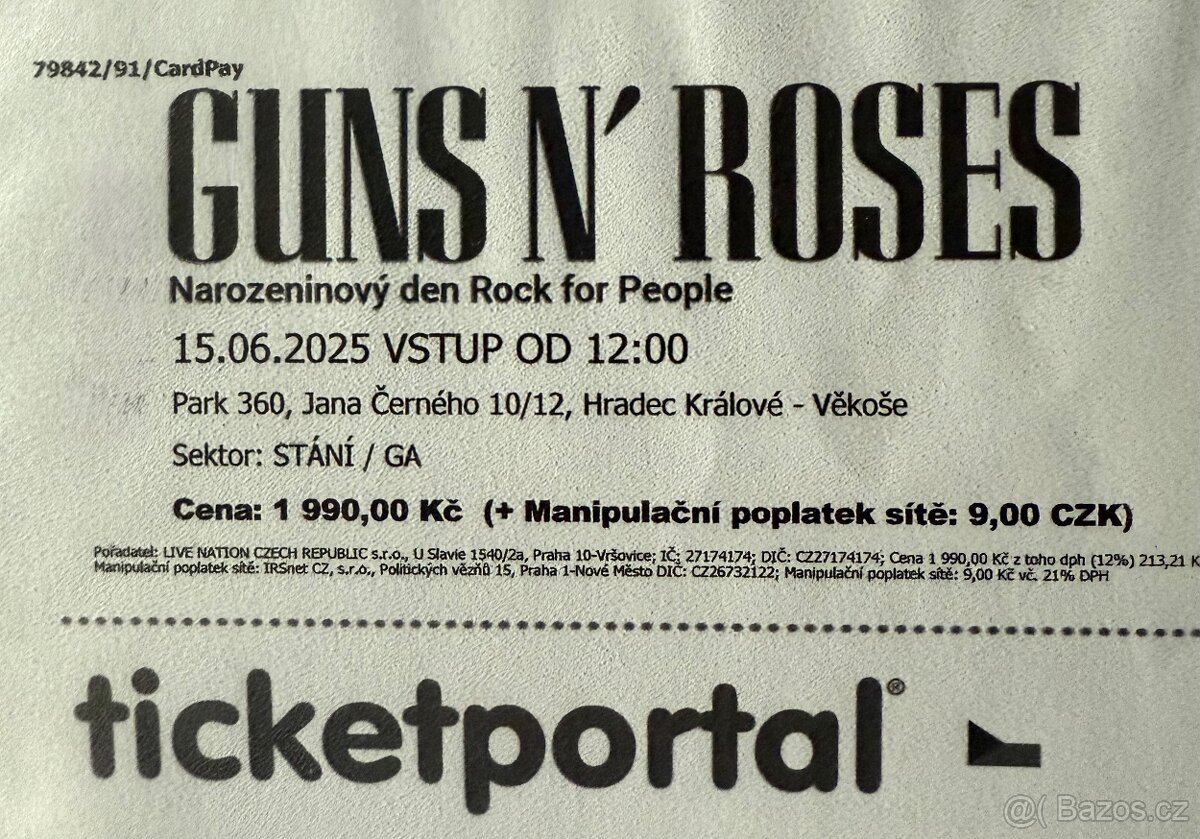 79842/91/CardPay
GUNS N' ROSES
Narozeninový den Rock for People
15.06.2025 VSTUP OD 12:00
Park 360, Jana Černého 10/12, Hradec Králové - Věkoše
Sektor: STÁNÍ / GA
Cena: 1 990,00 Kč (+ Manipulační poplatek sítě: 9,00 CZK)
Pořadatel: LIVE NATION CZECH REPUBLIC s.r.o., U Slavie 1540/2a, Praha 10-Vršovice; IČ: 27174174; DIČ: CZ27174174; Cena 1 990,00 Kč z toho dph (12%) 213,21 K
Manipulační poplatek sítě: IRSnet CZ, s.r.o., Politických vězňů 15, Praha 1-Nové Město DIČ: CZ26732122; Manipulační poplatek sítě: 9,00 Kč vč. 21% DPH
ticketportal®
@( Bazos.cz